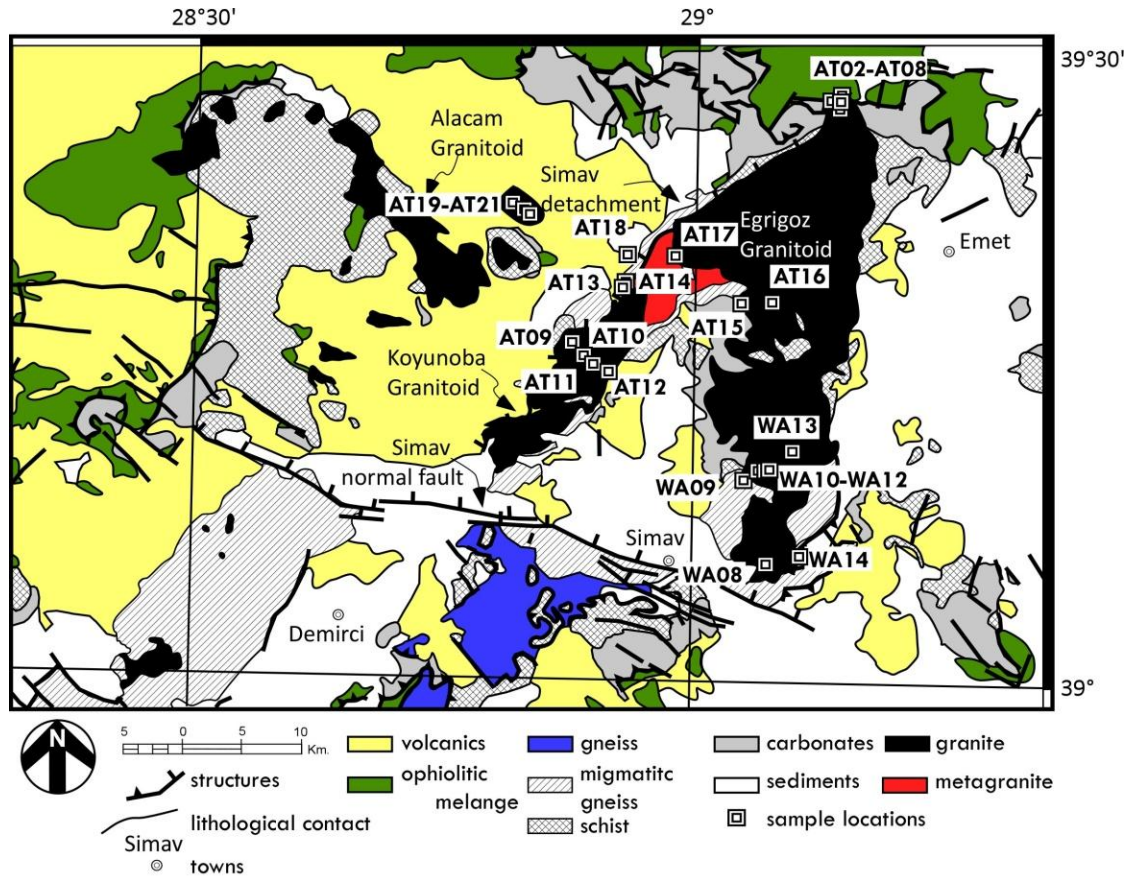 28°30'
29°
39°30'
AT02-AT08
Alacam
Granitoid
Simav
detachment
AT19-AT21
AT18
AT17
Egrigoz
Granitoid
Emet
AT13
AT14
AT16
AT15
AT09
AT10
Koyunoba
Granitoid
AT11
AT12
WA13
Simav
normal fault
WA09
WA10-WA12
Simav
WA08
WA14
Demirci
39°
N
5 0 5 10
Km.
structures
lithological contact
Simav
towns
volcanics
ophiolitic
melange
gneiss
migmatitc
gneiss
schist
carbonates
sediments
sample locations
granite
metagranite